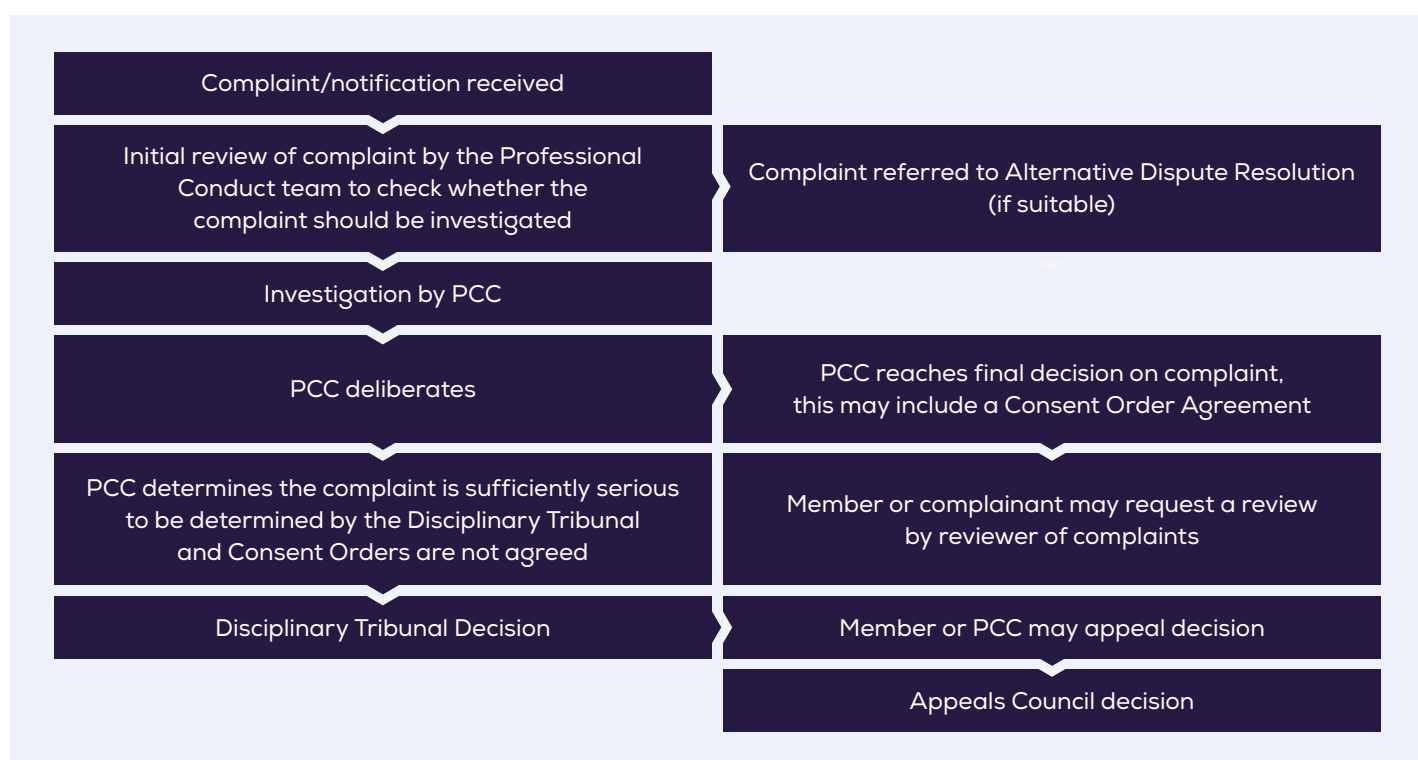 Complaint/notification received
Initial review of complaint by the Professional
Conduct team to check whether the
complaint should be investigated
Complaint referred to Alternative Dispute Resolution
(if suitable)
Investigation by PCC
PCC deliberates
PCC reaches final decision on complaint,
this may include a Consent Order Agreement
PCC determines the complaint is sufficiently serious
to be determined by the Disciplinary Tribunal
and Consent Orders are not agreed
Member or complainant may request a review
by reviewer of complaints
Disciplinary Tribunal Decision
Member or PCC may appeal decision
Appeals Council decision